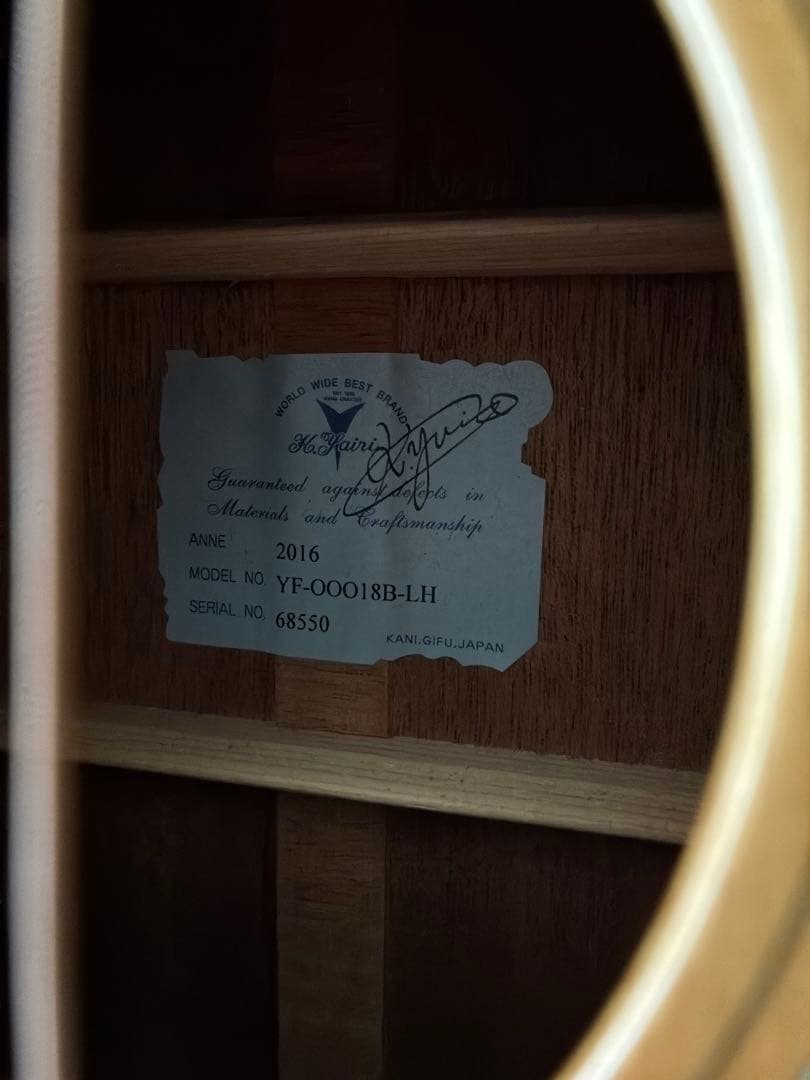 WORLD WIDE BEST BRAND
K.Yairi
K.Yairi
Guaranteed against defects in
Materials and Craftsmanship
ANNE 2016
MODEL NO. YF-OOO18B-LH
SERIAL NO. 68550
KANI.GIFU.JAPAN